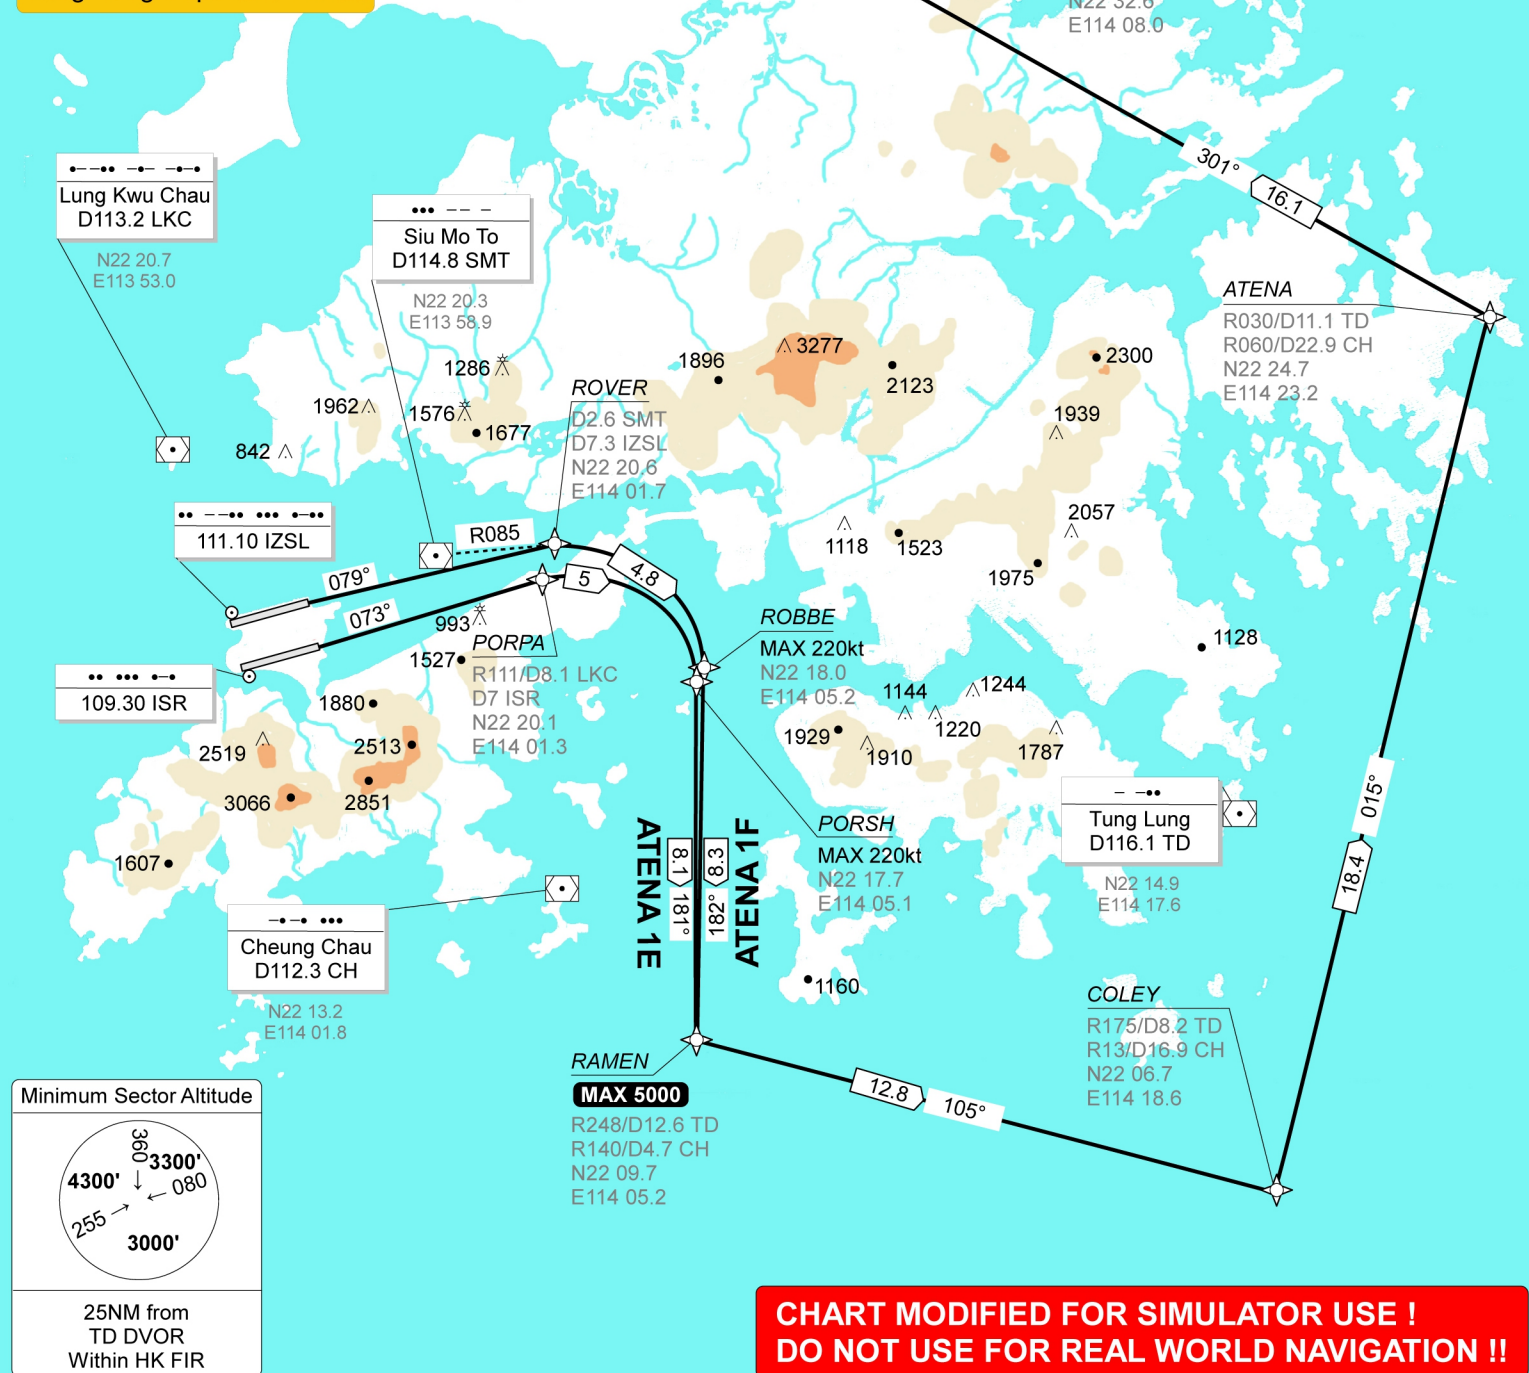 N22 32.6
E114 08.0
301°
16.1
Lung Kwu Chau
D113.2 LKC
N22 20.7
E113 53.0
Siu Mo To
D114.8 SMT
N22 20.3
E113 58.9
ATENA
R030/D11.1 TD
R060/D22.9 CH
N22 24.7
E114 23.2
1286
1962
1576
1677
842
1896
3277
2123
2300
1939
ROVER
D2.6 SMT
D7.3 IZSL
N22 20.6
E114 01.7
111.10 IZSL
R085
079°
073°
4.8
5
1118
1523
2057
1975
1128
993
1527
PORPA
R111/D8.1 LKC
D7 ISR
N22 20.1
E114 01.3
109.30 ISR
ROBBE
MAX 220kt
N22 18.0
E114 05.2
1144
1244
1220
1929
1910
1787
1880
2519
2513
3066
2851
1607
Tung Lung
D116.1 TD
N22 14.9
E114 17.6
PORSH
MAX 220kt
N22 17.7
E114 05.1
ATENA 1E
8.1
181°
8.3
182°
ATENA 1F
015°
18.4
Cheung Chau
D112.3 CH
N22 13.2
E114 01.8
1160
COLEY
R175/D8.2 TD
R13/D16.9 CH
N22 06.7
E114 18.6
RAMEN
MAX 5000
R248/D12.6 TD
R140/D4.7 CH
N22 09.7
E114 05.2
12.8
105°
Minimum Sector Altitude
360
3300'
4300'
080
255
3000'
25NM from
TD DVOR
Within HK FIR
CHART MODIFIED FOR SIMULATOR USE !
DO NOT USE FOR REAL WORLD NAVIGATION !!